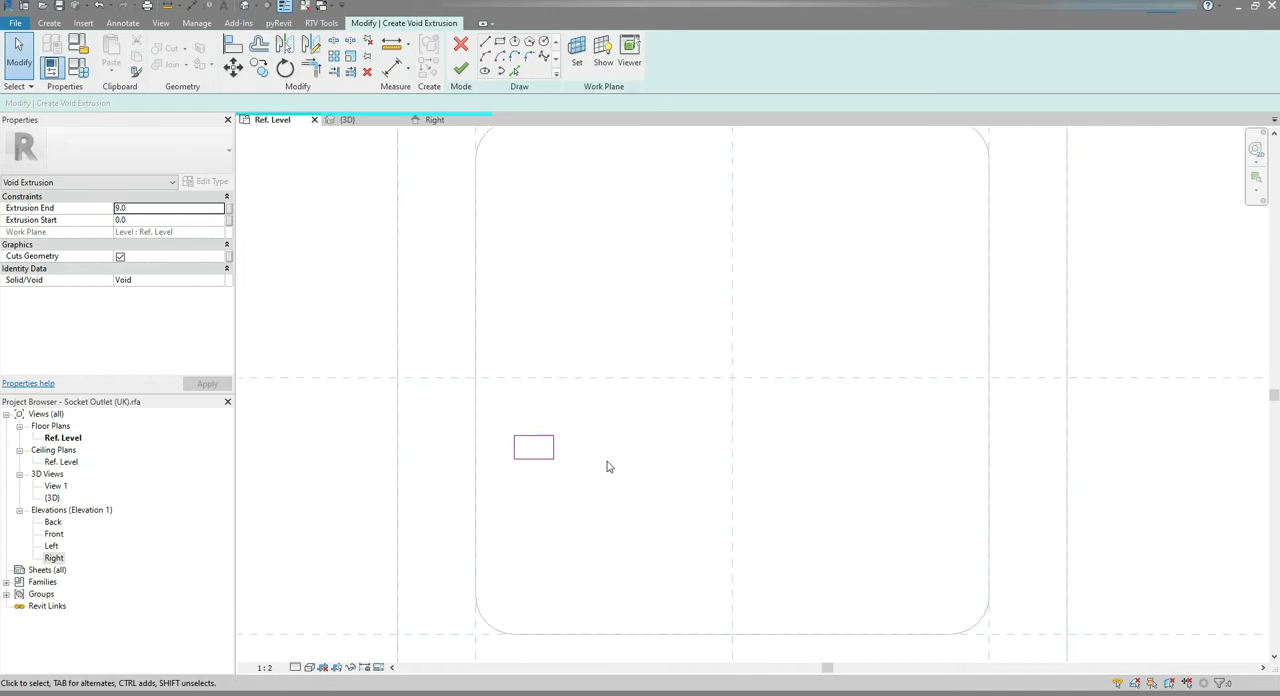 File Create Insert Annotate View Manage Add-Ins pyRevit RTV Tools Modify | Create Void Extrusion
Modify Paste Cut Join Set Show Viewer
Select Properties Clipboard Geometry Modify Measure Create Mode Draw Work Plane
Modify | Create Void Extrusion
Properties
Ref. Level {3D} Right
Void Extrusion Edit Type
Constraints
Extrusion End 9.0
Extrusion Start 0.0
Work Plane Level : Ref. Level
Graphics
Cuts Geometry
Identity Data
Solid/Void Void
Properties help Apply
Project Browser - Socket Outlet (UK).rfa
Views (all)
Floor Plans
Ref. Level
Ceiling Plans
Ref. Level
3D Views
View 1
{3D}
Elevations (Elevation 1)
Back
Front
Left
Right
Sheets (all)
Families
Groups
Revit Links
1 : 2
Click to select, TAB for alternates, CTRL adds, SHIFT unselects.
:0